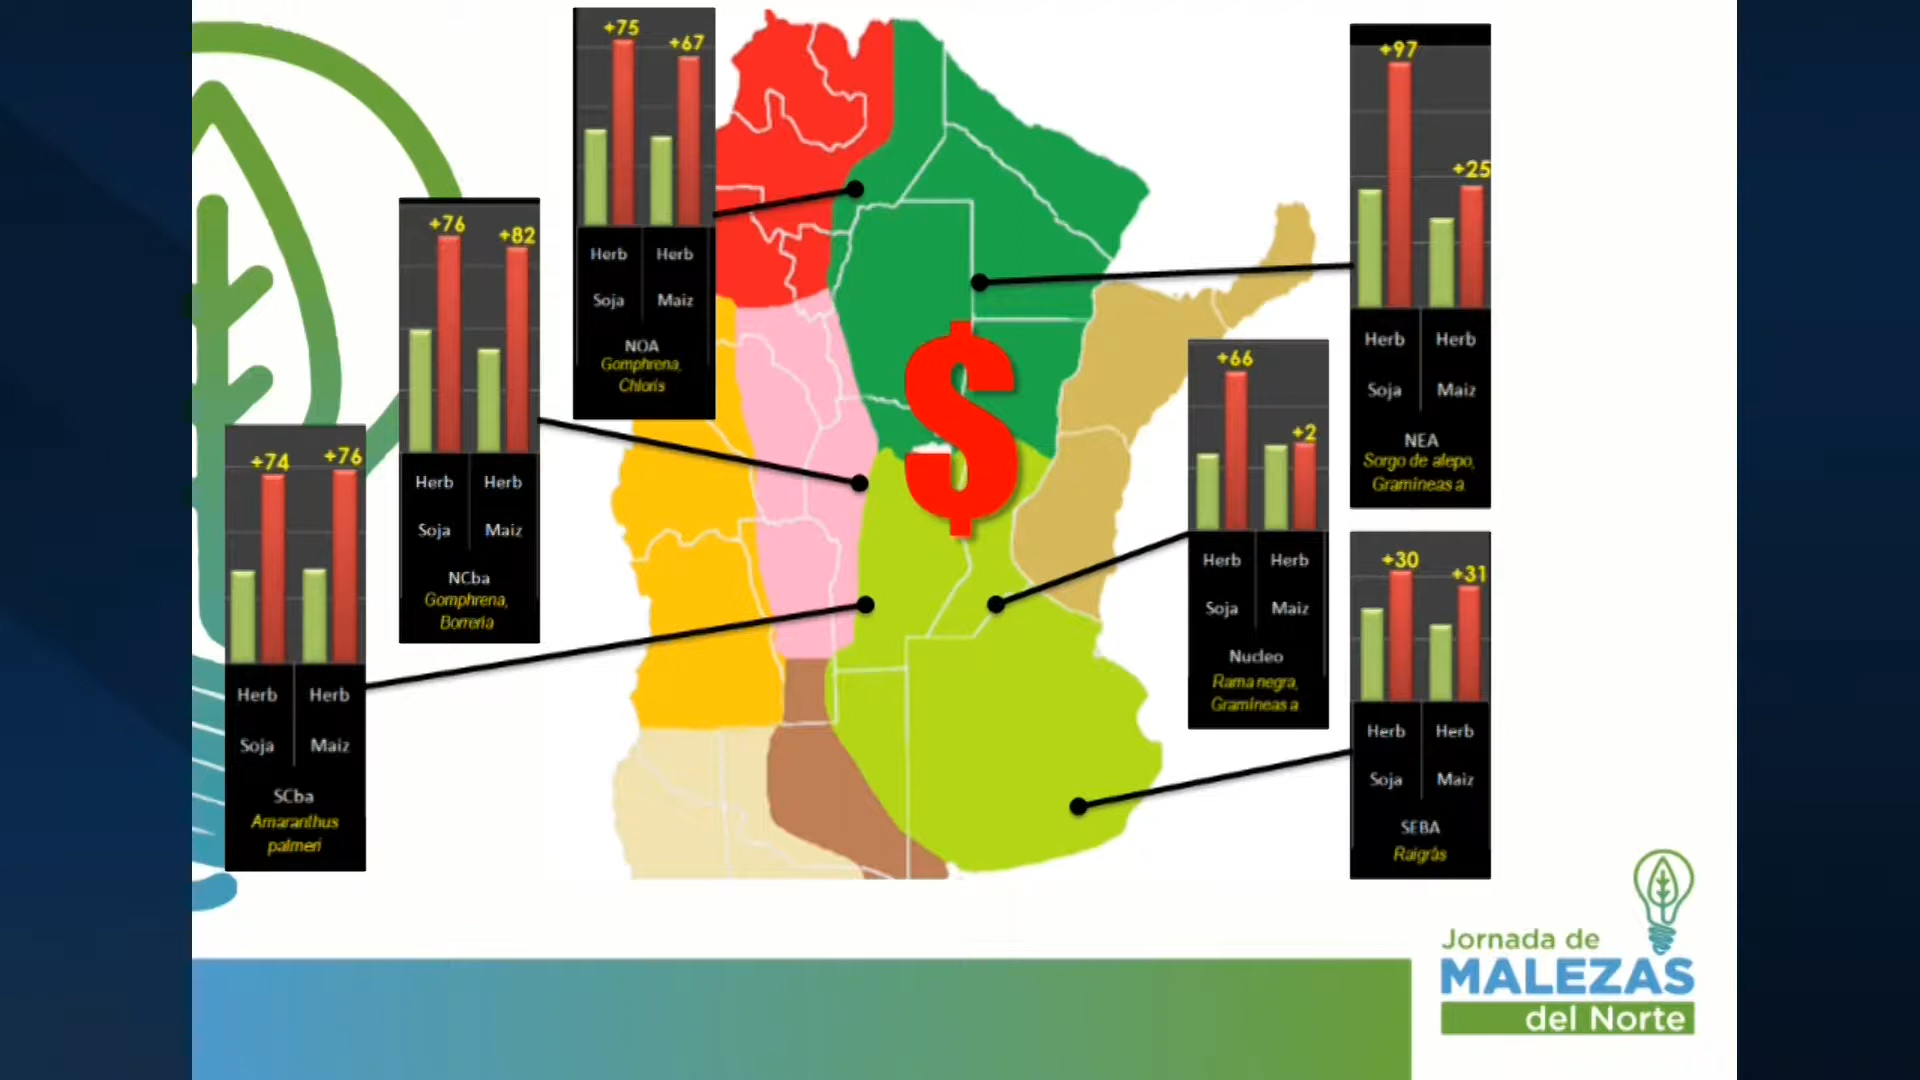 +75
+67
Herb Herb
Soja Maiz
NOA
Gomphrena,
Chloris
+97
+25
Herb Herb
Soja Maiz
NEA
Sorgo de alepo,
Gramíneas a
+76
+82
Herb Herb
Soja Maiz
NCba
Gomphrena,
Borreria
$
+66
+2
Herb Herb
Soja Maiz
Nucleo
Rama negra,
Gramíneas a
+74
+76
Herb Herb
Soja Maiz
SCba
Amaranthus
palmeri
+30
+31
Herb Herb
Soja Maiz
SEBA
Raigrás
Jornada de
MALEZAS
del Norte